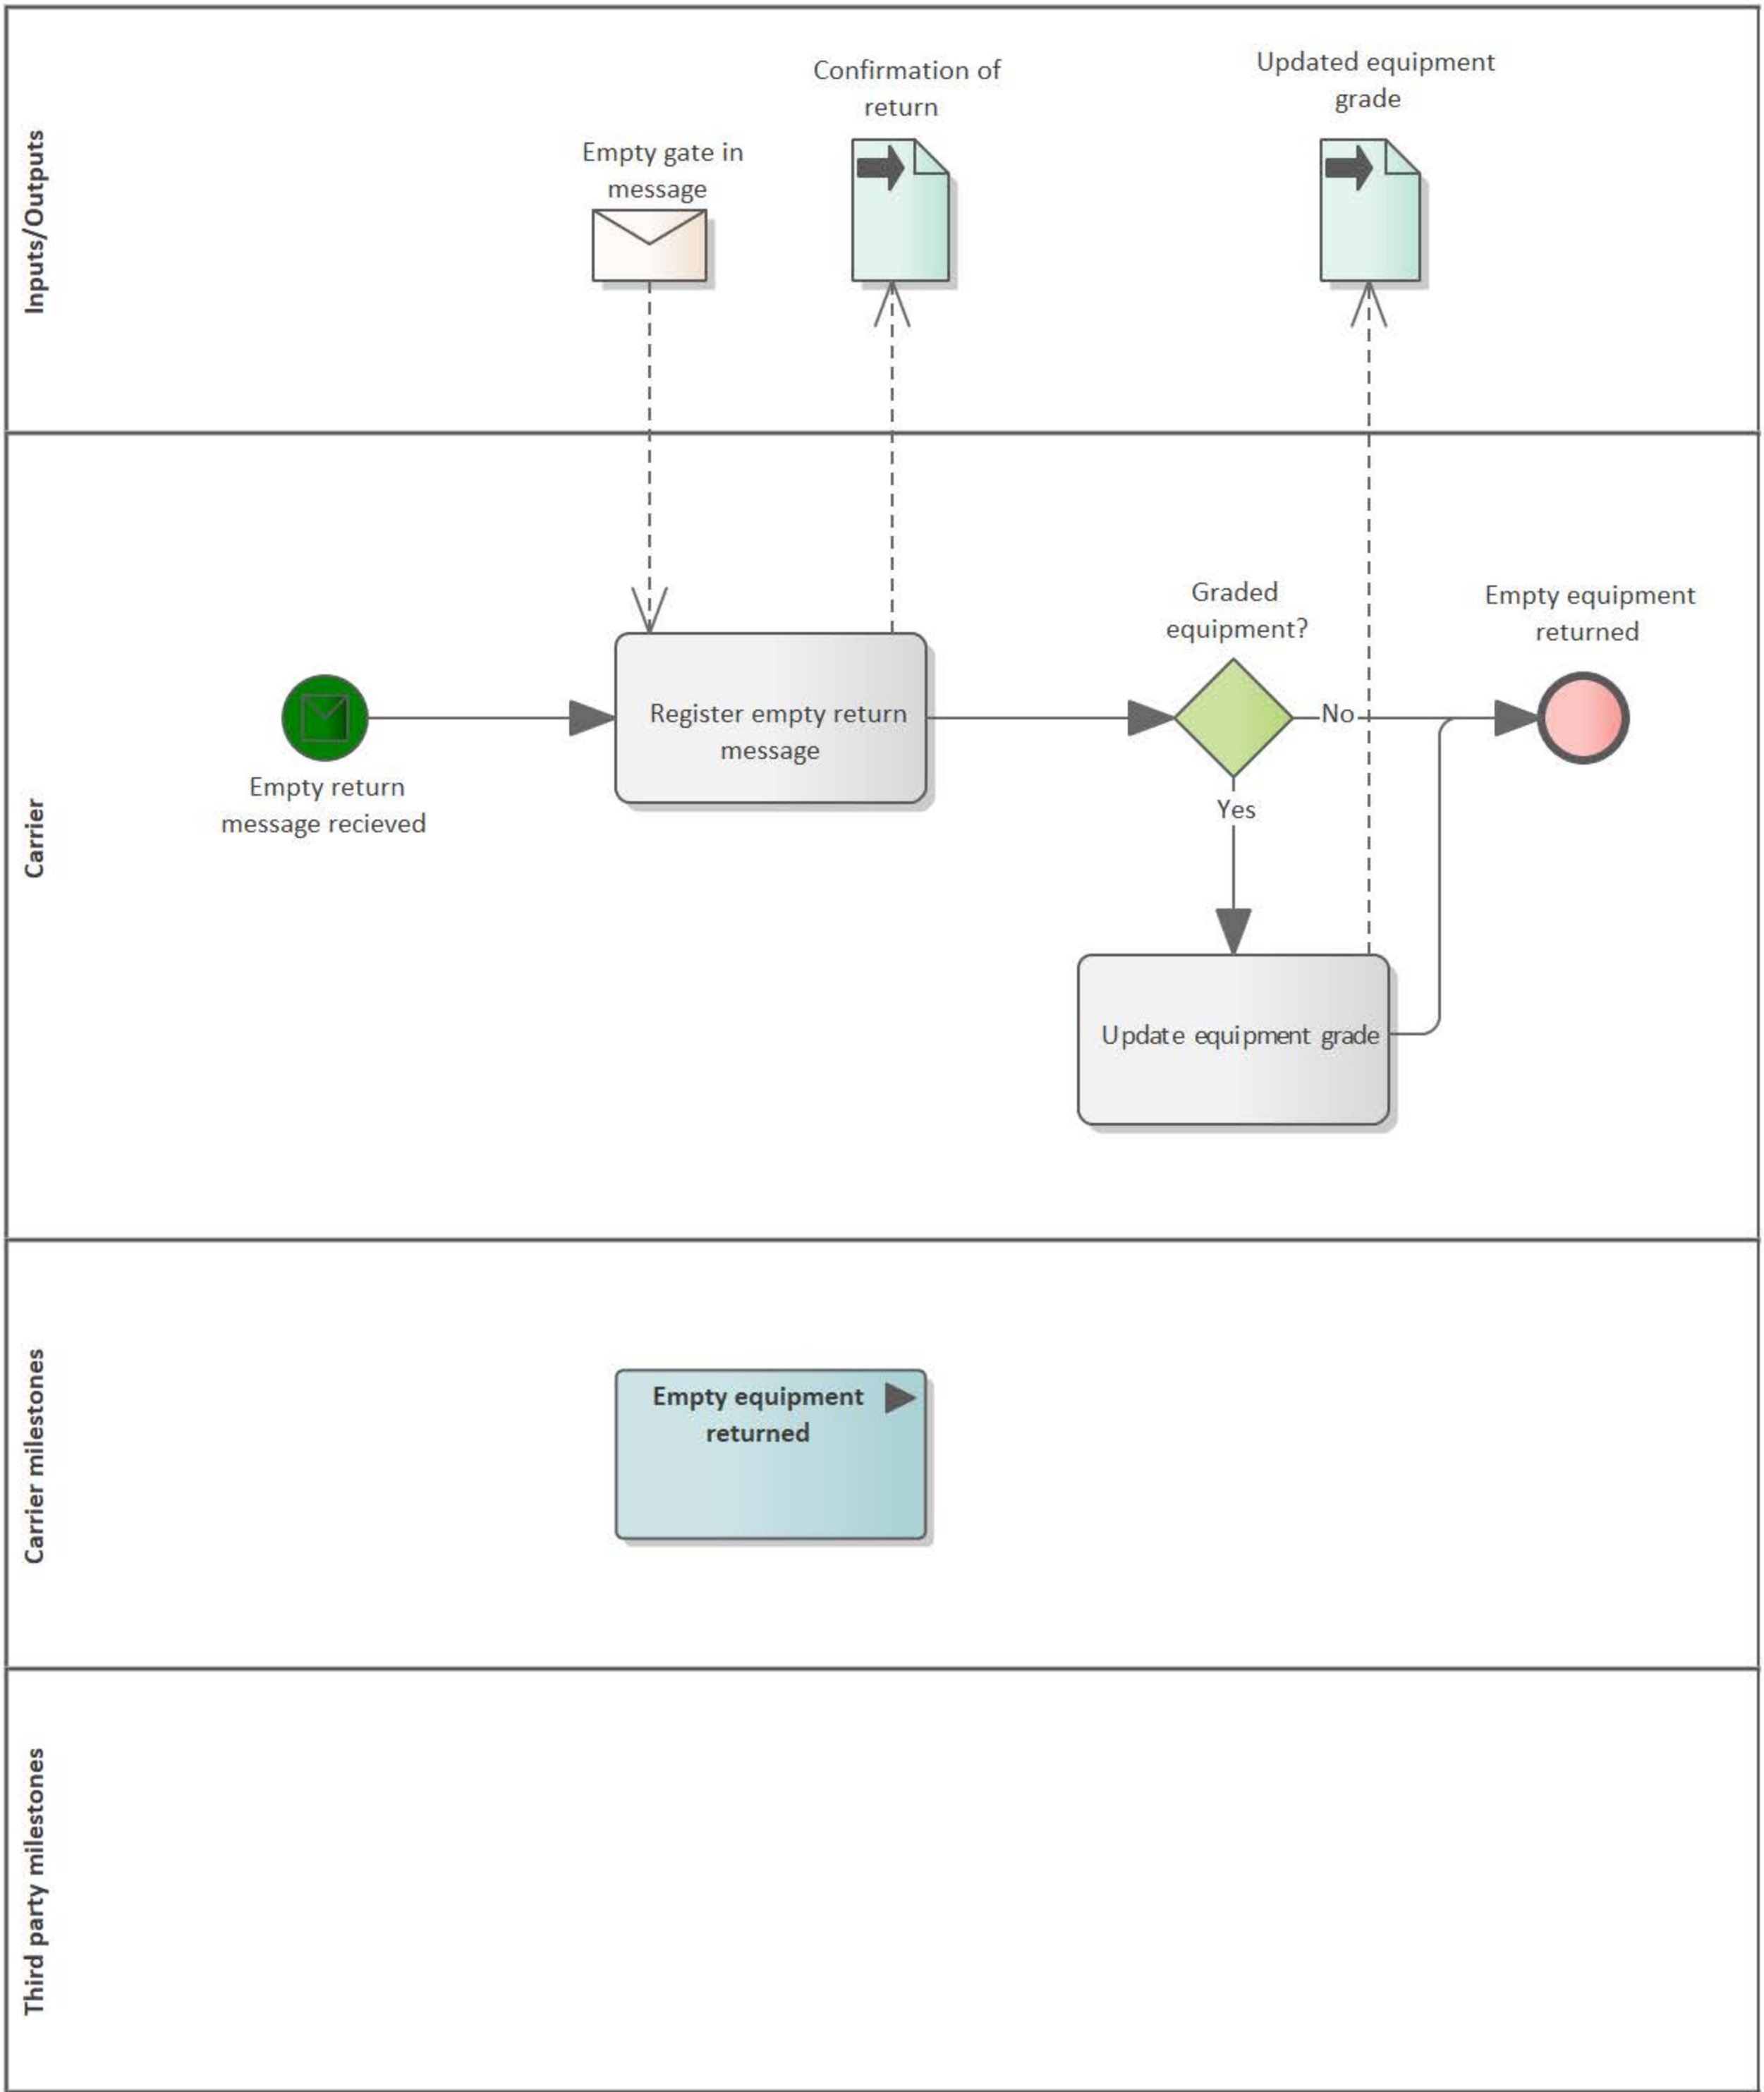 Inputs/Outputs
Confirmation of
return
Updated equipment
grade
Empty gate in
message
Carrier
Graded
equipment?
Empty equipment
returned
Register empty return
message
No
Empty return
message recieved
Yes
Update equipment grade
Carrier milestones
Empty equipment
returned
Third party milestones